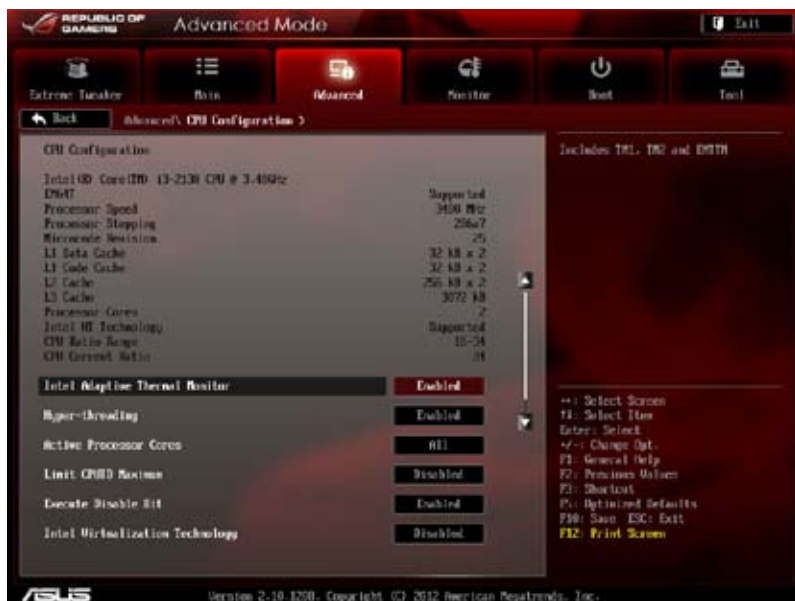 REPUBLIC OF GAMERS
Advanced Mode
Exit
Extreme Tweaker
Main
Advanced
Monitor
Boot
Tool
Back
Advanced\ CPU Configuration >
CPU Configuration
Includes TM1, TM2 and EMTTM
Intel(R) Core(TM) i3-2130 CPU @ 3.40GHz
EM64T Supported
Processor Speed 3400 MHz
Processor Stepping 206a7
Microcode Revision 25
L1 Data Cache 32 kB x 2
L1 Code Cache 32 kB x 2
L2 Cache 256 kB x 2
L3 Cache 3072 kB
Processor Cores 2
Intel HT Technology Supported
CPU Ratio Range 16-34
CPU Current Ratio 34
Intel Adaptive Thermal Monitor Enabled
Hyper-threading Enabled
Active Processor Cores All
Limit CPUID Maximum Disabled
Execute Disable Bit Enabled
Intel Virtualization Technology Disabled
: Select Screen
: Select Item
Enter: Select
+/-: Change Opt.
F1: General Help
F2: Previous Values
F3: Shortcut
F5: Optimized Defaults
F10: Save ESC: Exit
F12: Print Screen
ASUS
Version 2.10.1208. Copyright (C) 2012 American Megatrends, Inc.